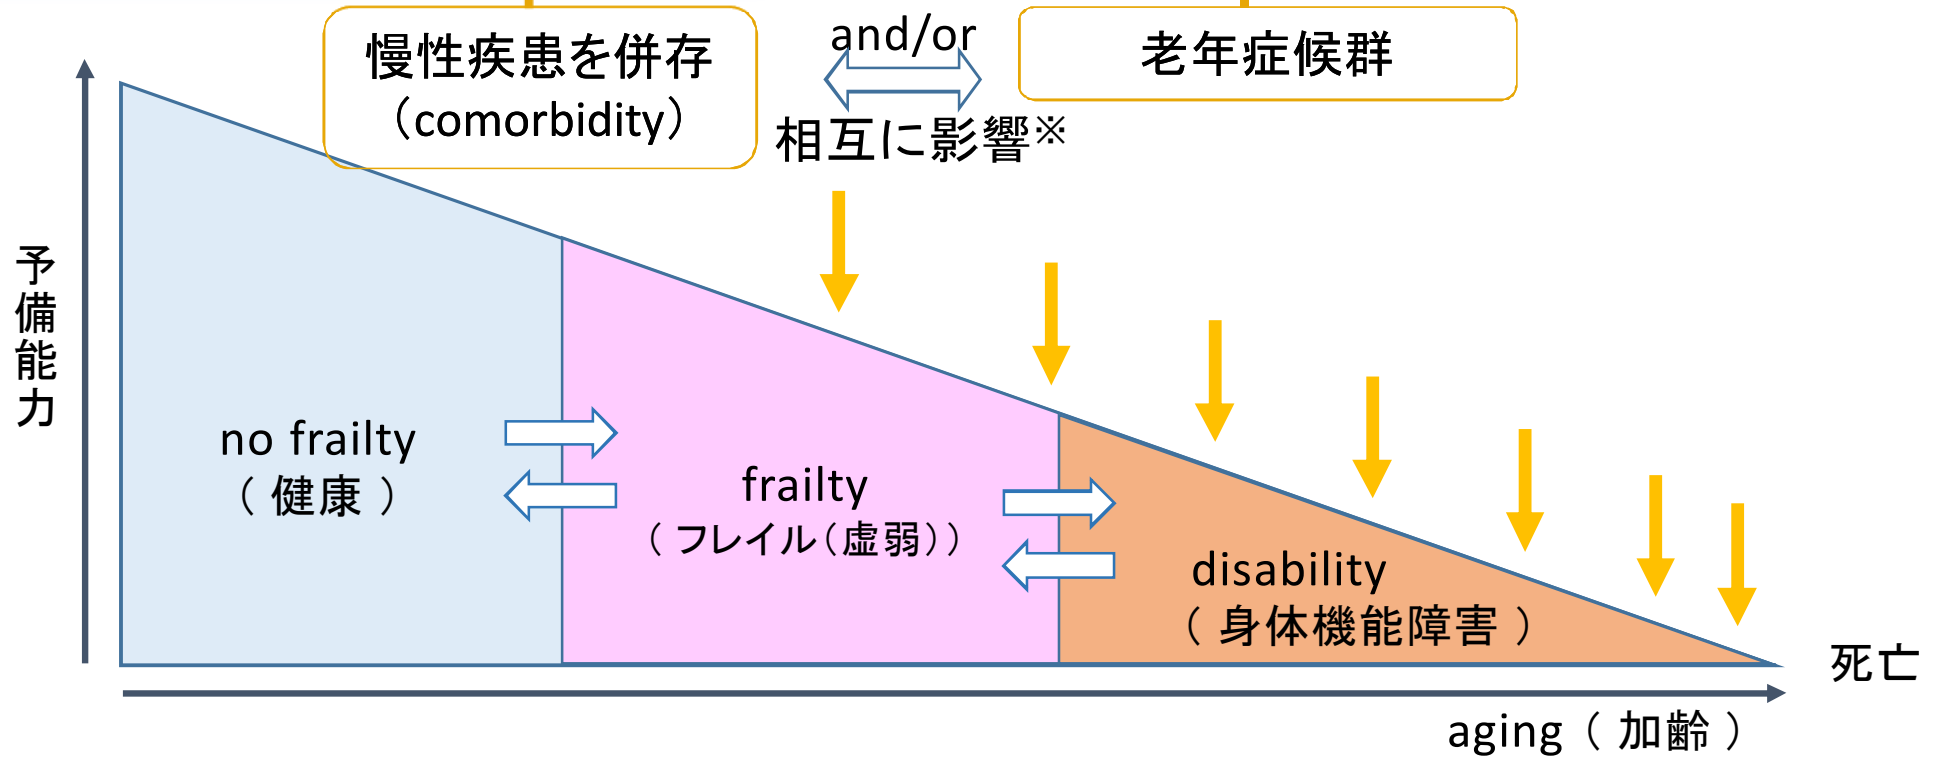 慢性疾患を併存
（comorbidity）
and/or
相互に影響※
老年症候群
予備能力
no frailty
（ 健康 ）
frailty
（ フレイル（虚弱））
disability
（ 身体機能障害 ）
死亡
aging（ 加齢 ）